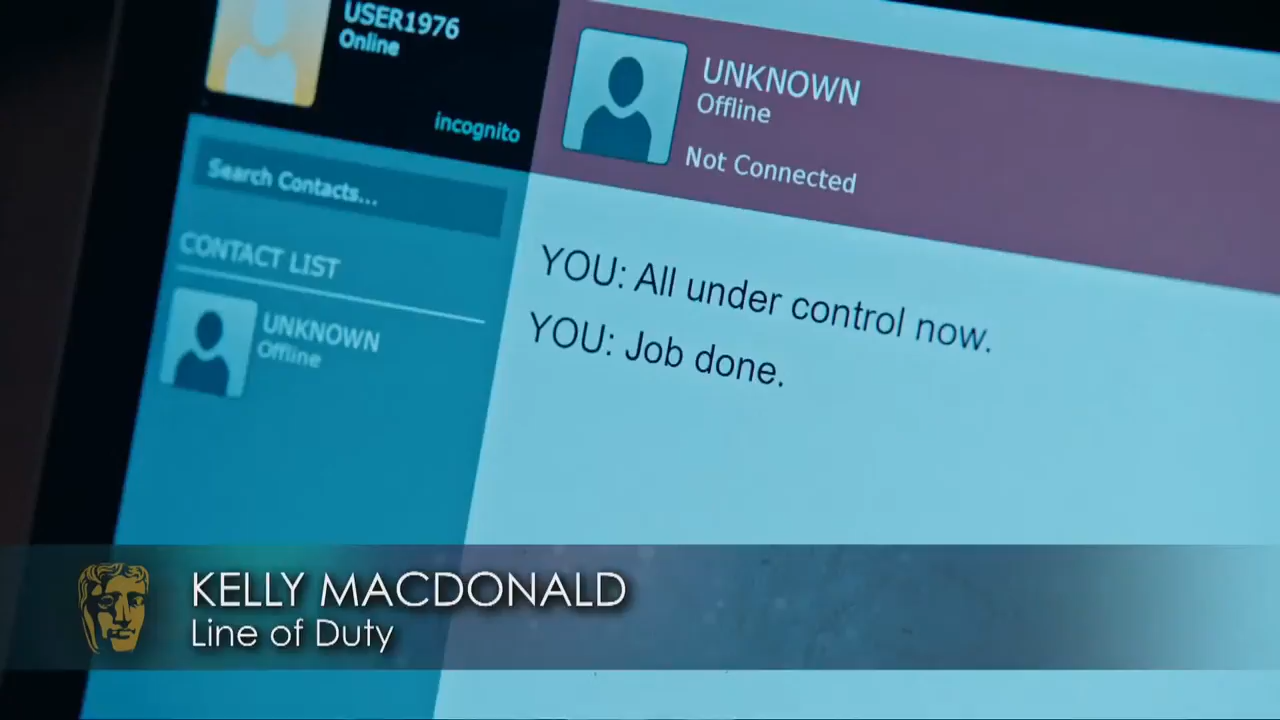 USER1976
Online
incognito
Search Contacts...
CONTACT LIST
UNKNOWN
Offline
UNKNOWN
Offline
Not Connected
YOU: All under control now.
YOU: Job done.
KELLY MACDONALD
Line of Duty